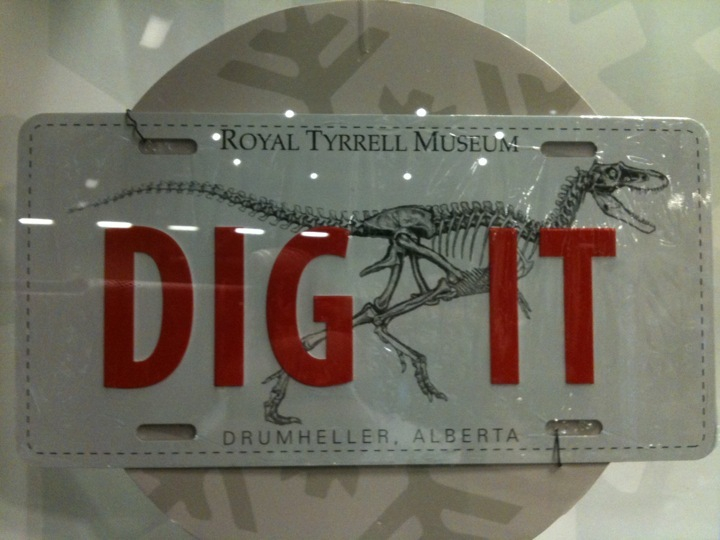 ROYAL TYRRELL MUSEUM
DIG IT
DRUMHELLER, ALBERTA